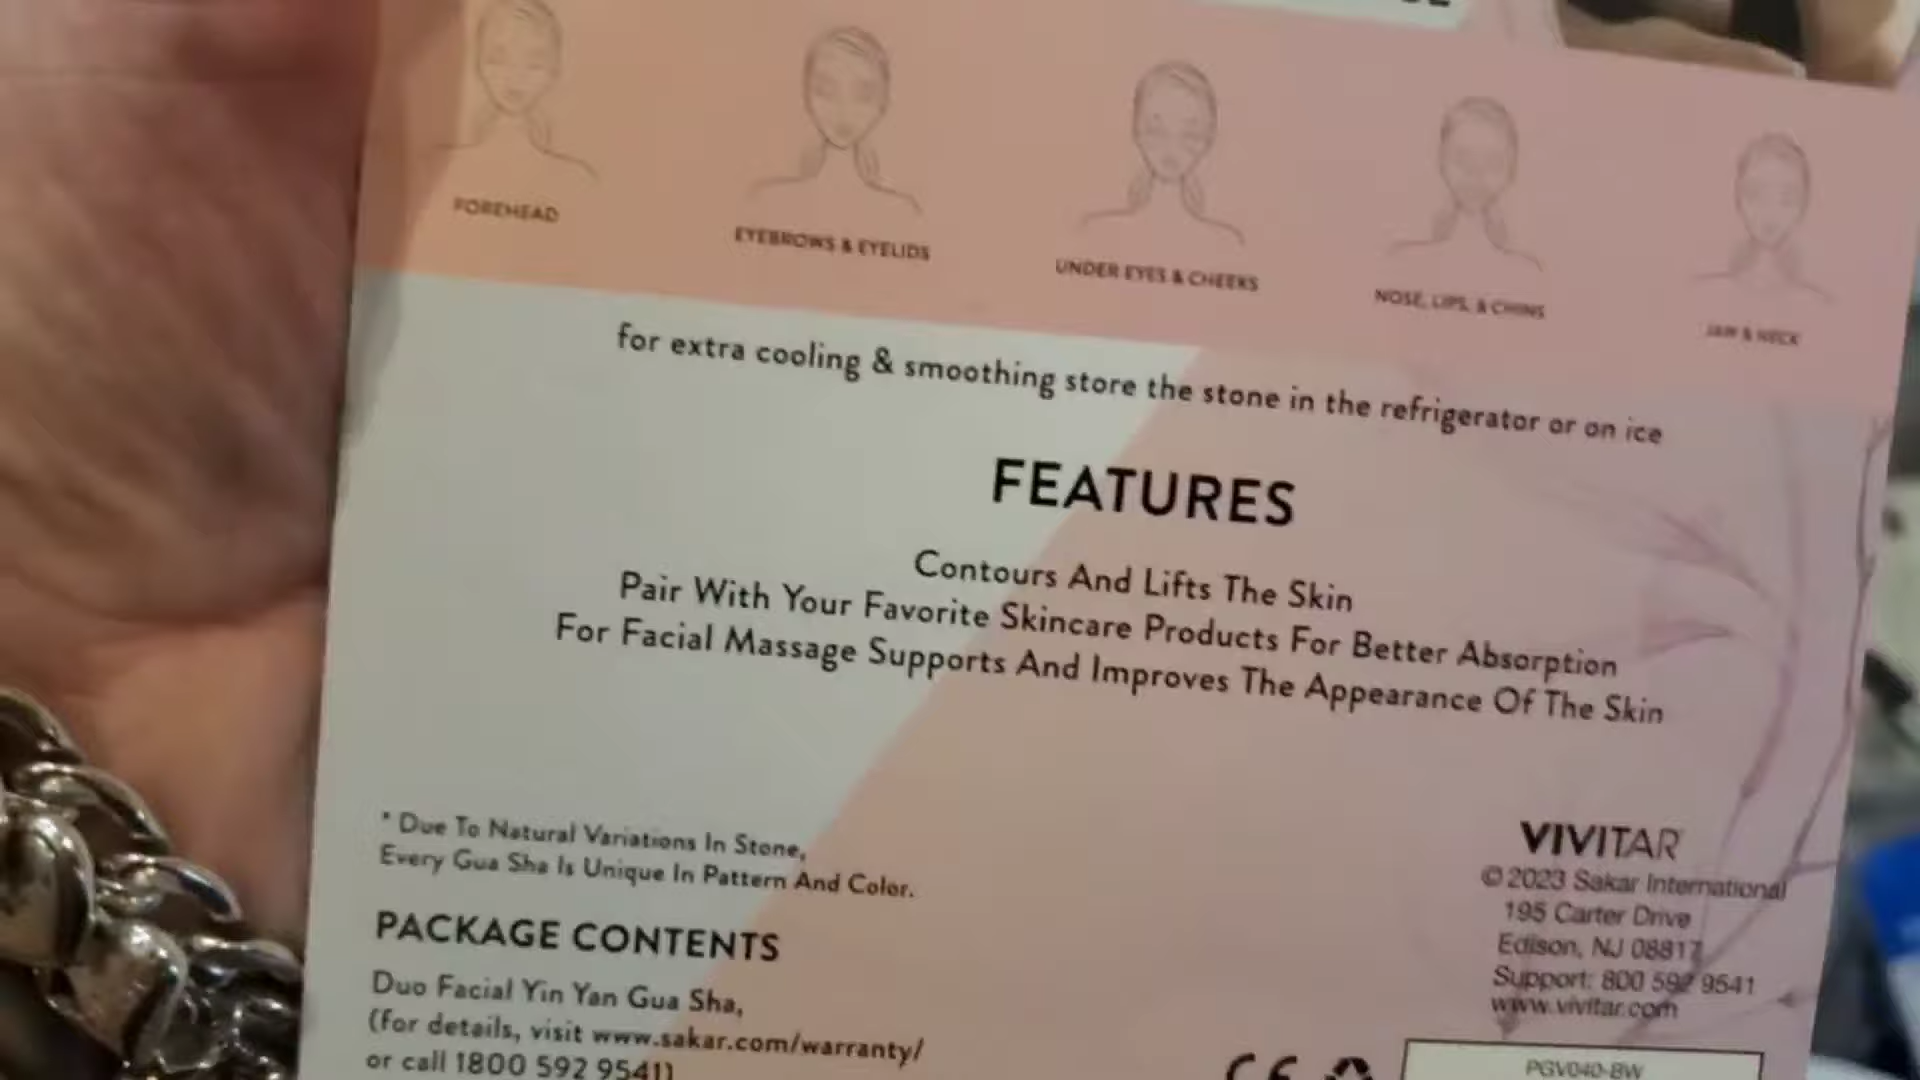 FOREHEAD
EYEBROWS & EYELIDS
UNDER EYES & CHEEKS
NOSE, LIPS, & CHINS
JAW & NECK
for extra cooling & smoothing store the stone in the refrigerator or on ice
FEATURES
Contours And Lifts The Skin
Pair With Your Favorite Skincare Products For Better Absorption
For Facial Massage Supports And Improves The Appearance Of The Skin
* Due To Natural Variations In Stone,
Every Gua Sha Is Unique In Pattern And Color.
PACKAGE CONTENTS
Duo Facial Yin Yan Gua Sha,
(for details, visit www.sakar.com/warranty/
or call 1800 592 9541)
VIVITAR
© 2023 Sakar International
195 Carter Drive
Edison, NJ 08817
Support: 800 592 9541
www.vivitar.com
CE
PGV040-BW